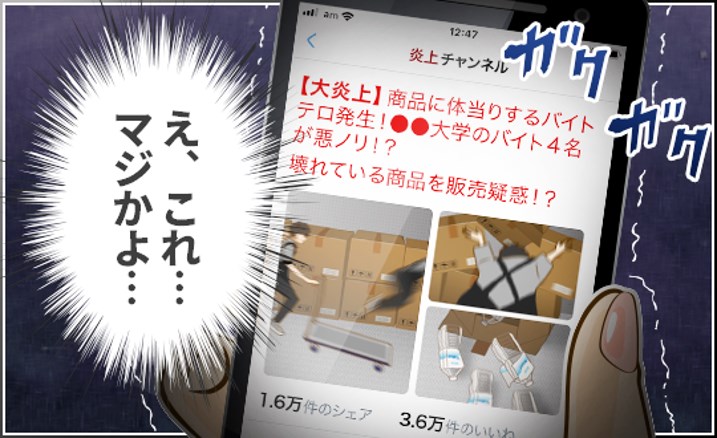 am
12:47
炎上チャンネル
【大炎上】商品に体当りするバイト
テロ発生！●●大学のバイト４名
が悪ノリ！？
壊れている商品を販売疑惑！？
1.6万件のシェア
3.6万件のいいね
ガク
ガク
え、これ…
マジかよ…